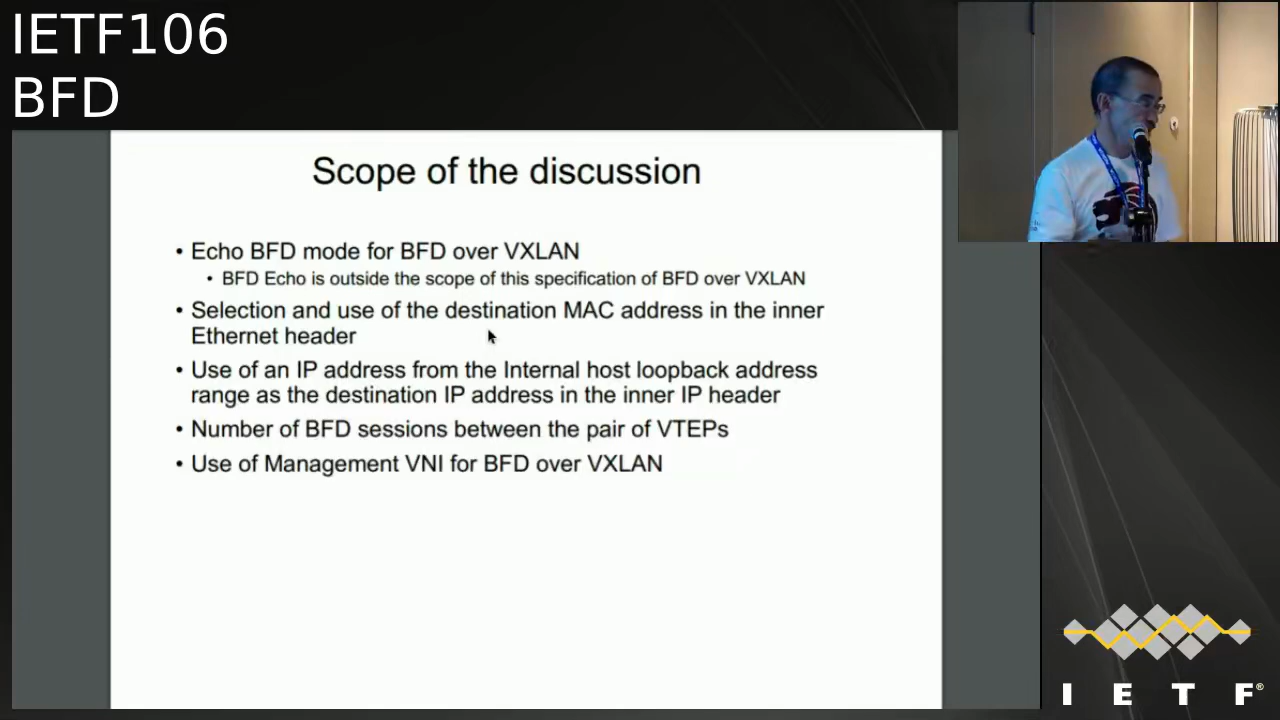 IETF106
BFD
Scope of the discussion
• Echo BFD mode for BFD over VXLAN
• BFD Echo is outside the scope of this specification of BFD over VXLAN
• Selection and use of the destination MAC address in the inner
Ethernet header
• Use of an IP address from the Internal host loopback address
range as the destination IP address in the inner IP header
• Number of BFD sessions between the pair of VTEPs
• Use of Management VNI for BFD over VXLAN
I E T F®